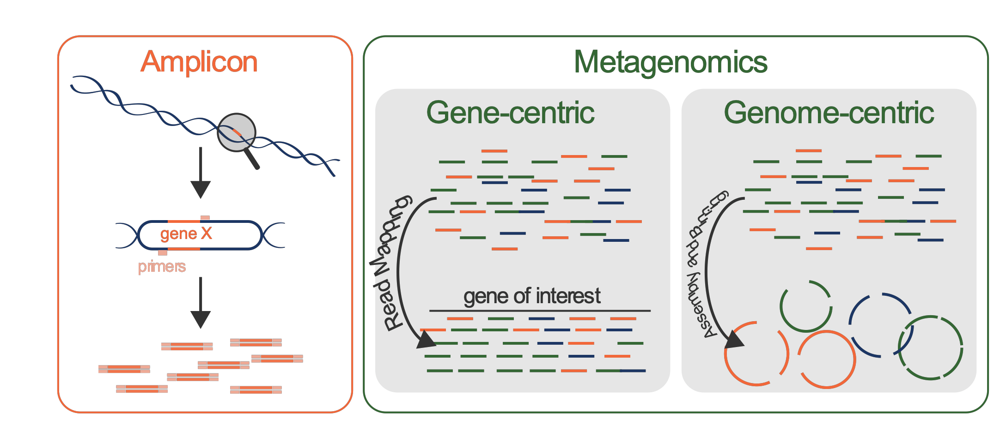 Amplicon
gene X
primers
Metagenomics
Gene-centric
Read Mapping
gene of interest
Genome-centric
Assembly and Binning